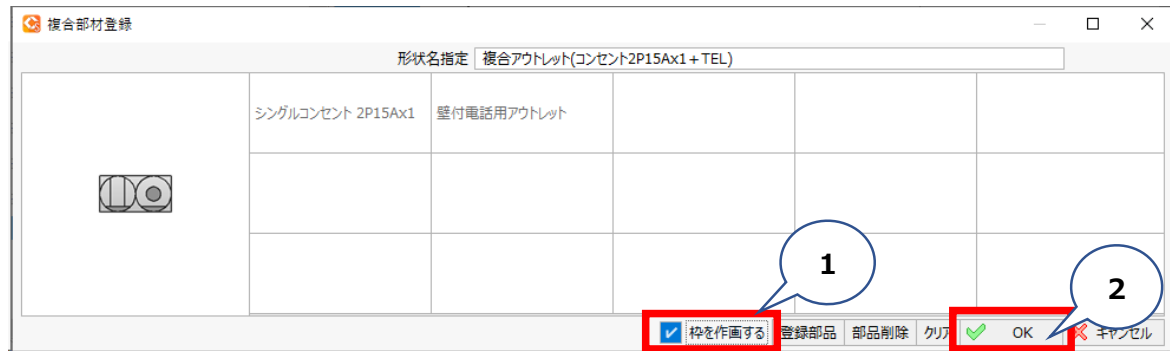 複合部材登録
形状名指定 複合アウトレット(コンセント2P15Ax1+TEL)
シングルコンセント 2P15Ax1 壁付電話用アウトレット
1
2
枠を作画する 登録部品 部品削除 クリア OK キャンセル